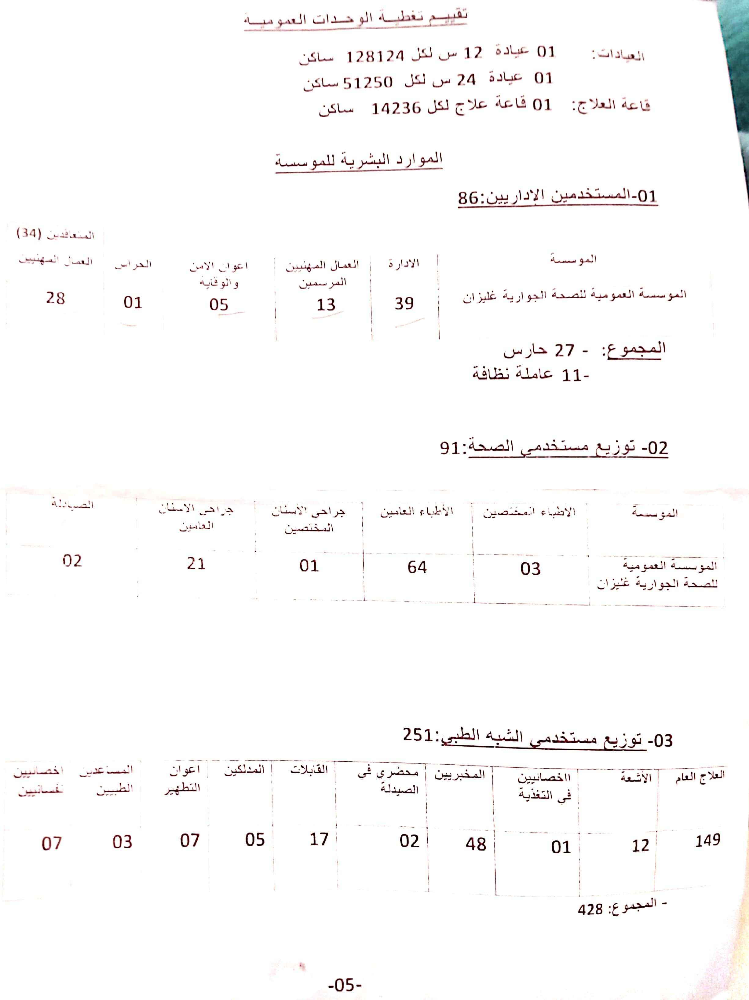 تقييم تغطية الوحدات العمومية
العيادات: 01 عيادة 12 س لكل 128124 ساكن
01 عيادة 24 س لكل 51250 ساكن
قاعة العلاج: 01 قاعة علاج لكل 14236 ساكن
الموارد البشرية للموسسة
01-المستخدمين الإداريين:86
المتعاقدين (34)
الموسسة الادارة العمال المهنيين اعوان الامن الحراس العمال المهنيين
المرسمين والوقاية
الموسسة العمومية للصحة الجوارية غليزان 39 13 05 01 28
المجموع: - 27 حارس
-11 عاملة نظافة
02- توزيع مستخدمي الصحة:91
الموسسة الاطباء المختصين الأطباء العامين جراحي الأسنان جراحي الاسنان الصيادلة
المختصين العامين
الموسسة العمومية 03 64 01 21 02
للصحة الجوارية غليزان
03- توزيع مستخدمي الشبه الطبي:251
العلاج العام الأشعة ااخصانيين المخبريين محضري في القابلات المدلكين اعوان المساعدين اخصانيين
في التغذية الصيدلة التطهير الطبيين نفسانيين
149 12 01 48 02 17 05 07 03 07
- المجموع: 428
-05-